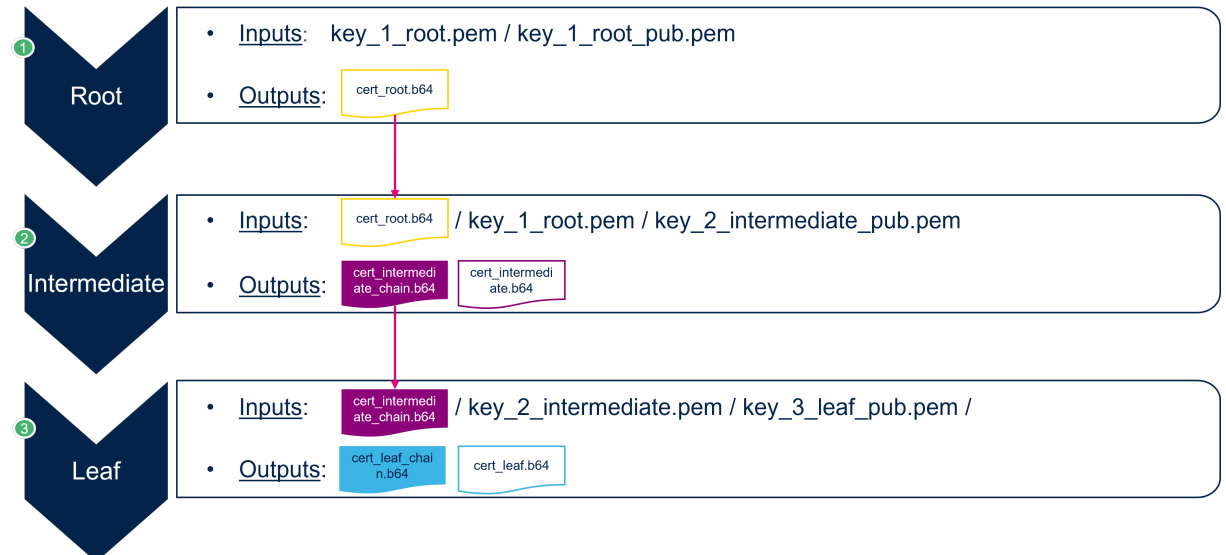 1
Root
• Inputs: key_1_root.pem / key_1_root_pub.pem
• Outputs:
cert_root.b64
2
Intermediate
• Inputs:
cert_root.b64
/ key_1_root.pem / key_2_intermediate_pub.pem
• Outputs:
cert_intermedi
ate_chain.b64
cert_intermedi
ate.b64
3
Leaf
• Inputs:
cert_intermedi
ate_chain.b64
/ key_2_intermediate.pem / key_3_leaf_pub.pem /
• Outputs:
cert_leaf_chai
n.b64
cert_leaf.b64